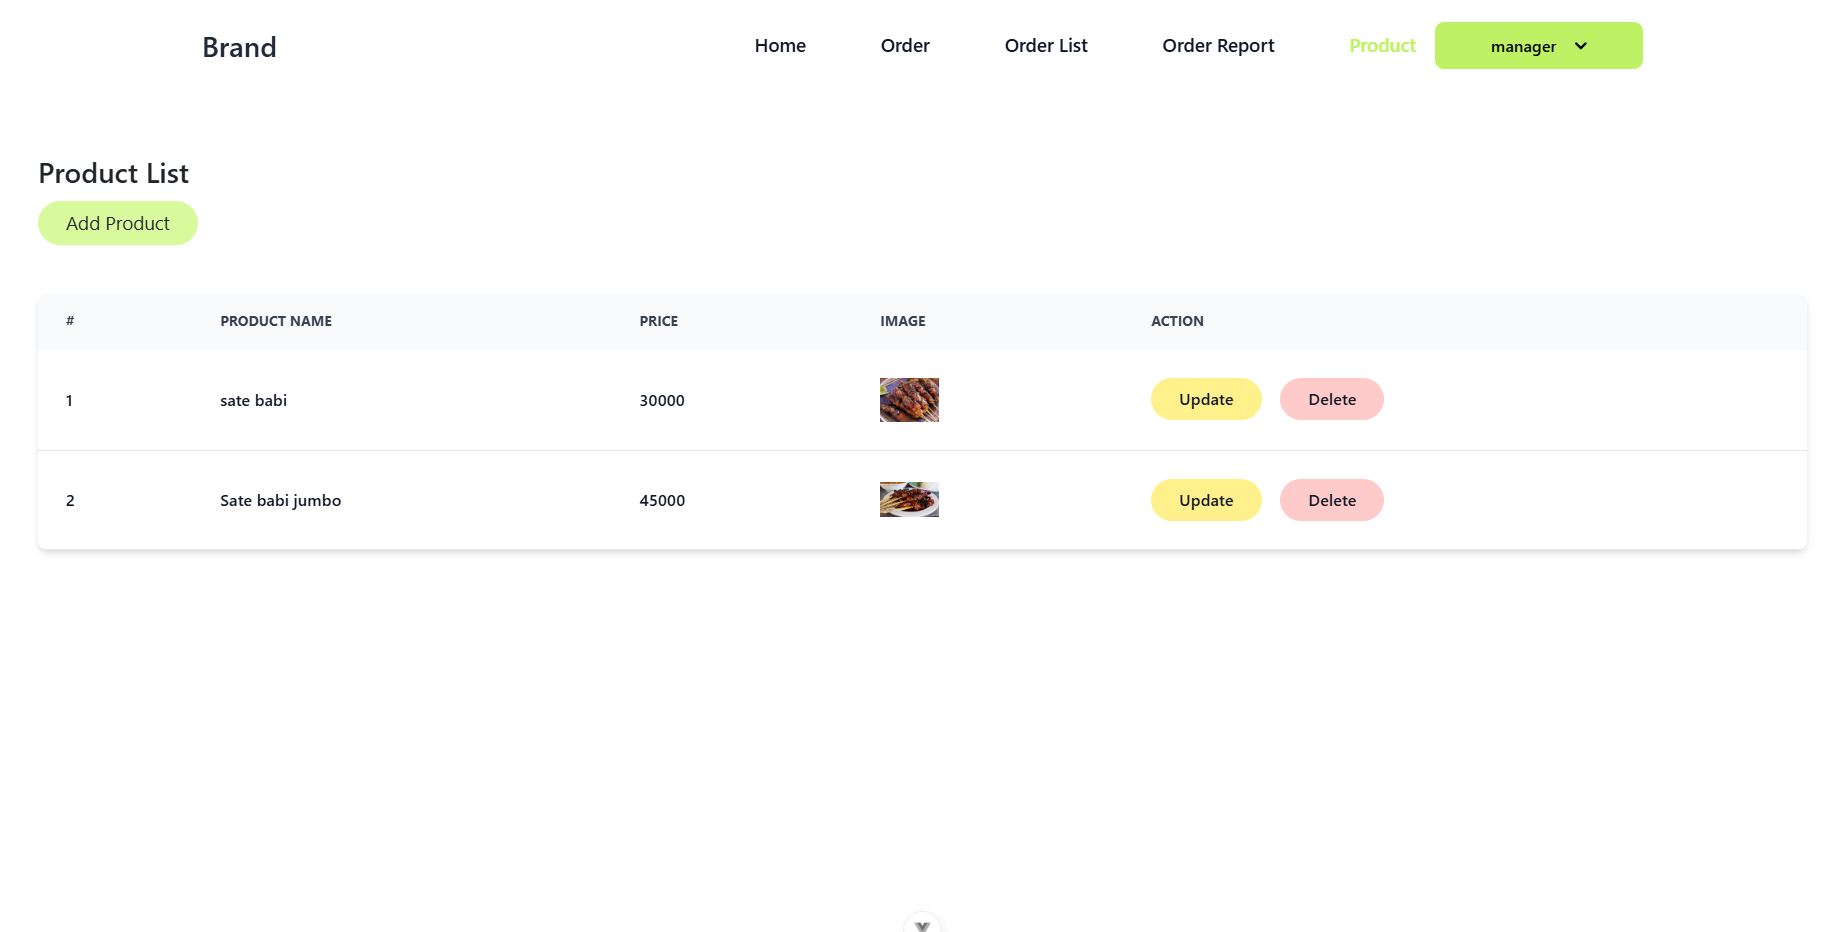 Brand Home Order Order List Order Report Product manager
Product List
Add Product
# PRODUCT NAME PRICE IMAGE ACTION
1 sate babi 30000 Update Delete
2 Sate babi jumbo 45000 Update Delete